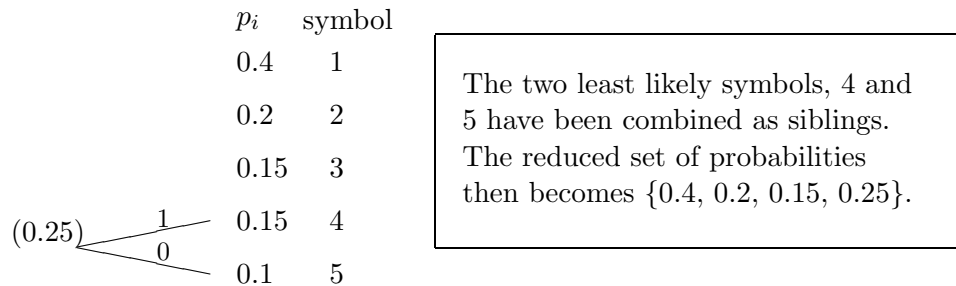 p_i symbol
0.4 1
0.2 2
0.15 3
(0.25) 1 0.15 4
0 0.1 5
The two least likely symbols, 4 and
5 have been combined as siblings.
The reduced set of probabilities
then becomes {0.4, 0.2, 0.15, 0.25}.